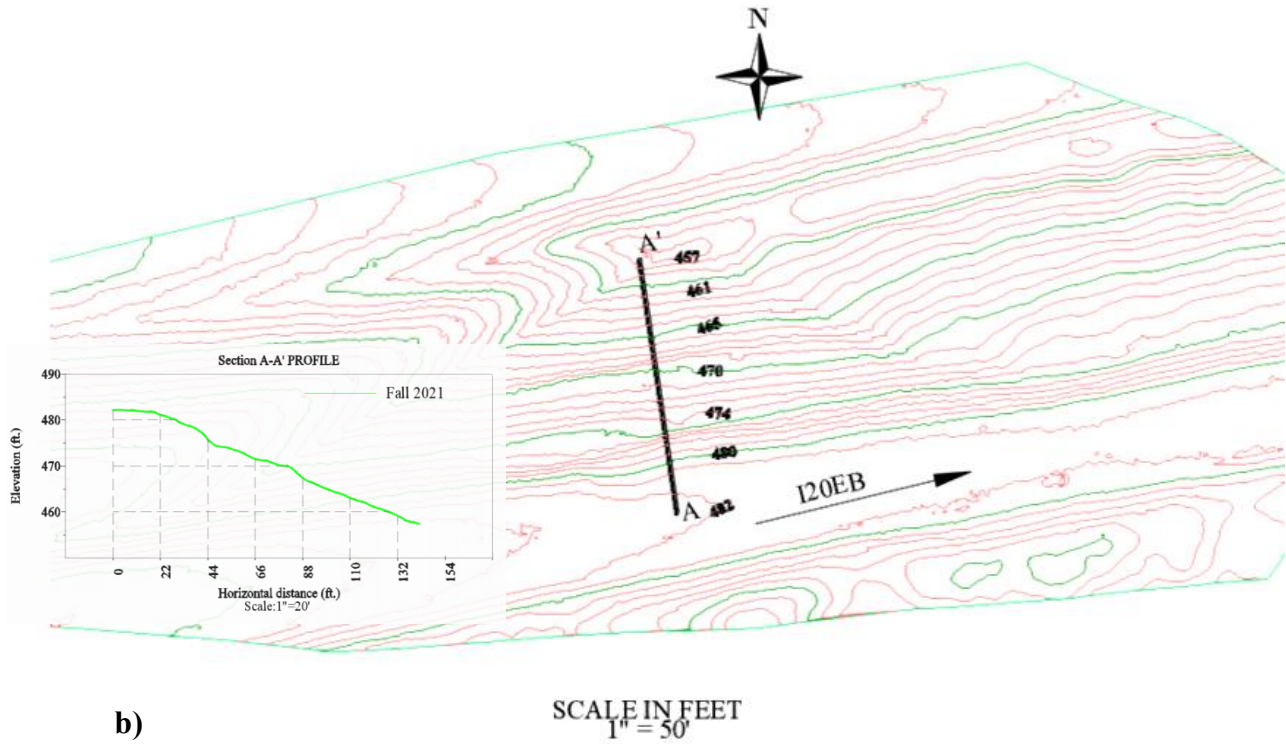 N
A'
457
461
465
470
474
480
482
A
I20EB
Section A-A' PROFILE
Fall 2021
Elevation (ft.)
490
480
470
460
0
22
44
66
88
110
132
154
Horizontal distance (ft.)
Scale:1"=20'
b)
SCALE IN FEET
1" = 50'